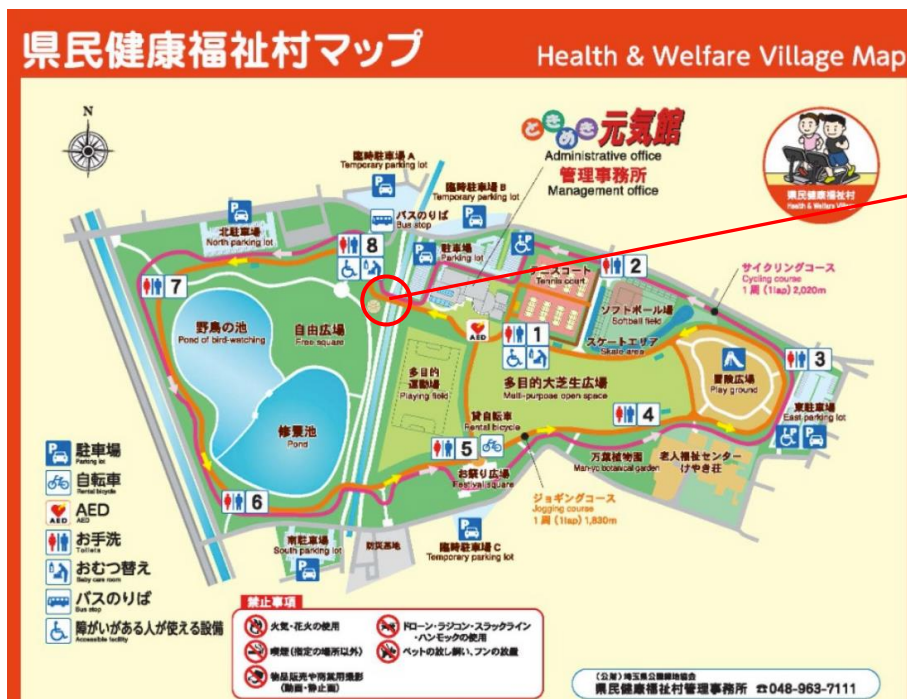 県民健康福祉村マップ
Health & Welfare Village Map
N
ときめき元気館
Administrative office
管理事務所
Management office
県民健康福祉村
臨時駐車場 A
Temporary parking lot
臨時駐車場 B
Temporary parking lot
バスのりば
Bus stop
北駐車場
North parking lot
駐車場
Parking lot
8
テニスコート
Tennis court
2
サイクリングコース
Cycling course
1周 (1lap) 2,020m
7
ソフトボール場
Softball field
野鳥の池
Pond of bird-watching
自由広場
Free square
AED
1
スケートエリア
Skate area
3
冒険広場
Play ground
多目的
運動場
Playing field
多目的大芝生広場
Multi-purpose open space
東駐車場
East parking lot
貸自転車
Rental bicycle
4
修景池
Pond
5
お祭り広場
Festival square
万葉植物園
Man-yo botanical garden
老人福祉センター
けやき荘
6
ジョギングコース
Jogging course
1周 (1lap) 1,830m
南駐車場
South parking lot
防災基地
臨時駐車場 C
Temporary parking lot
駐車場
Parking lot
自転車
Rental bicycle
AED
AED
AED
お手洗
Toilets
おむつ替え
Baby care room
バスのりば
Bus stop
障がいがある人が使える設備
Accessible facility
禁止事項
火気・花火の使用
ドローン・ラジコン・スラックライン
・ハンモックの使用
喫煙(指定の場所以外)
ペットの放し飼い、フンの放置
物品販売や商業用撮影
(動画・静止画)
(公財)埼玉県公園緑地協会
県民健康福祉村管理事務所 ☎048-963-7111